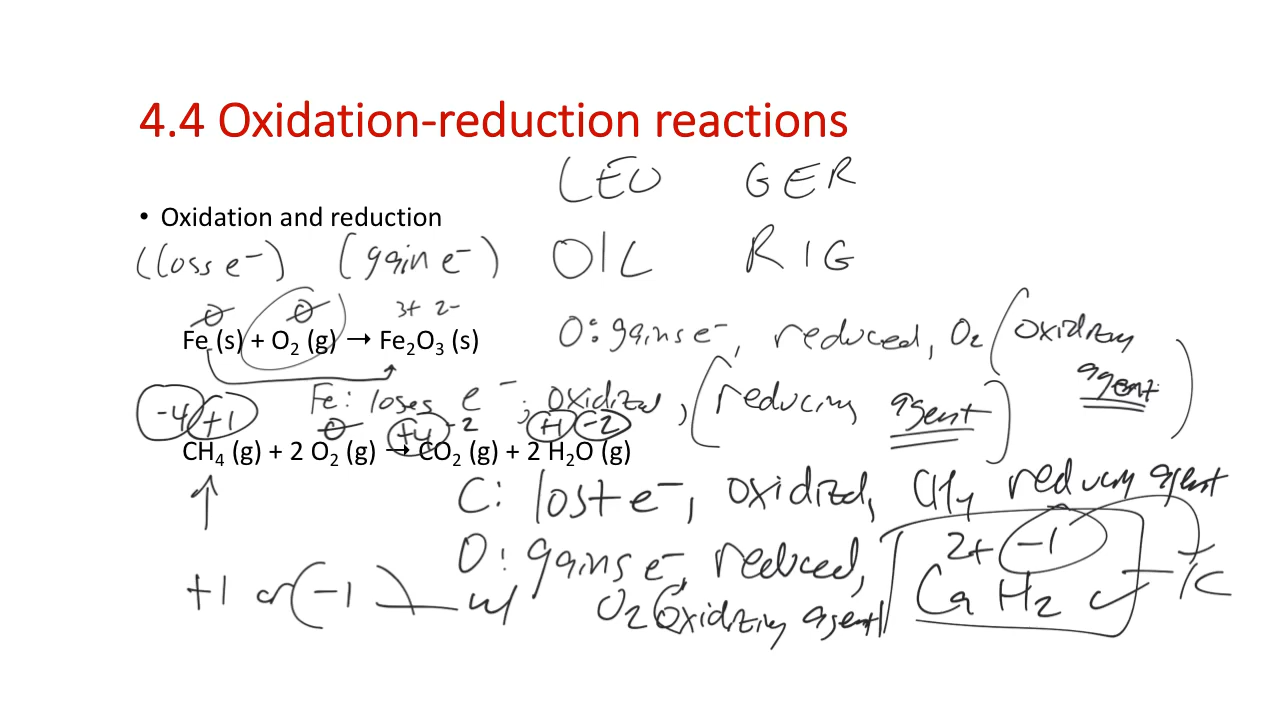 4.4 Oxidation-reduction reactions
LEO GER
• Oxidation and reduction
(loss e⁻) (gain e⁻) OIL RIG
0 0 3+ 2-
Fe (s) + O₂ (g) → Fe₂O₃ (s) O: gains e⁻, reduced, O₂ (oxidizing agent)
Fe: loses e⁻; oxidized, (reducing agent)
-4 +1 0 +4 -2 +1 -2
CH₄ (g) + 2 O₂ (g) → CO₂ (g) + 2 H₂O (g)
C: lost e⁻, oxidized, CH₄ reducing agent
O: gains e⁻, reduced,
O₂ (oxidizing agent)
+1 or (-1) w/
2+ -1
CaH₂